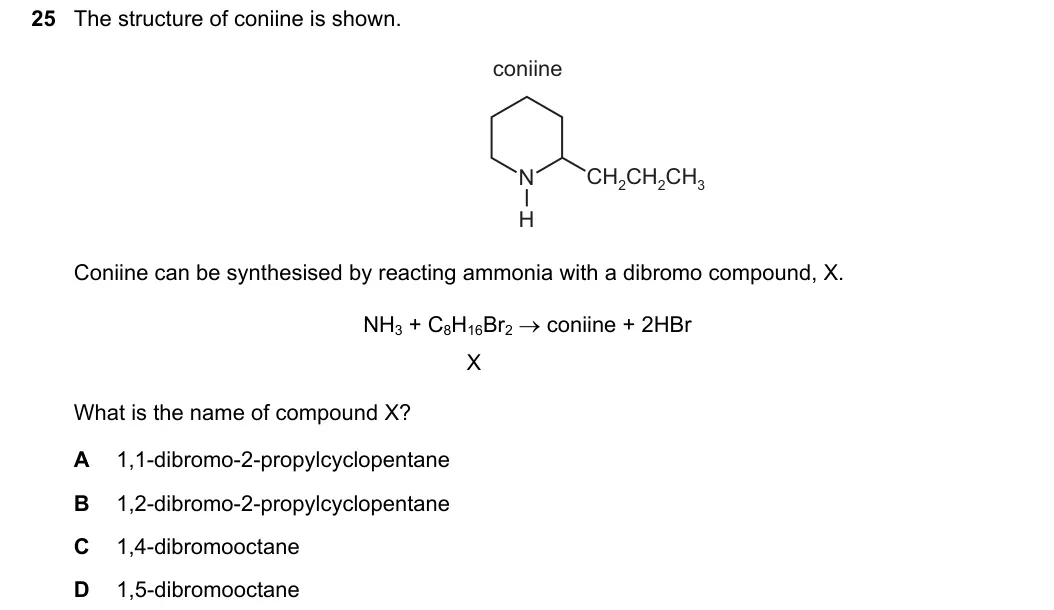 25 The structure of coniine is shown.
coniine
N
CH₂CH₂CH₃
H
Coniine can be synthesised by reacting ammonia with a dibromo compound, X.
NH₃ + C₈H₁₆Br₂ → coniine + 2HBr
X
What is the name of compound X?
A 1,1-dibromo-2-propylcyclopentane
B 1,2-dibromo-2-propylcyclopentane
C 1,4-dibromooctane
D 1,5-dibromooctane